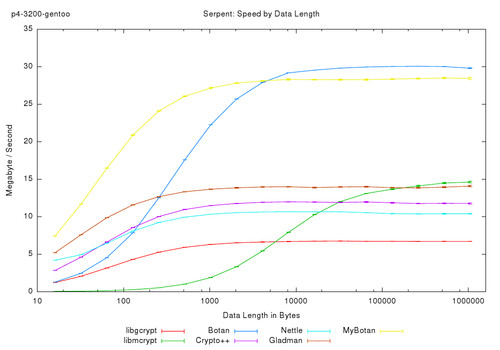 p4-3200-gentoo
Serpent: Speed by Data Length
35
30
25
20
15
10
5
0
Megabyte / Second
10 100 1000 10000 100000 1000000
Data Length in Bytes
libgcrypt Botan Nettle MyBotan
libmcrypt Crypto++ Gladman